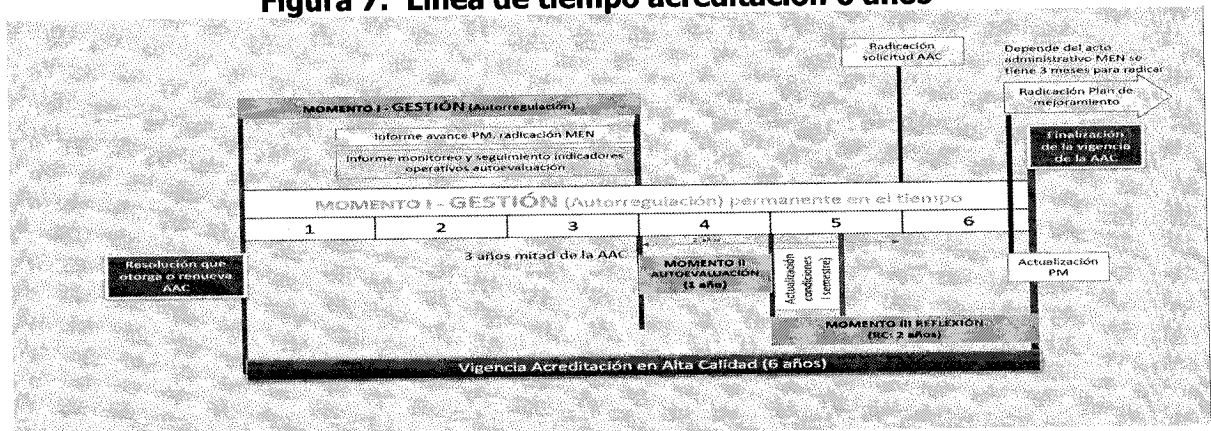 Figura 7. Línea de tiempo acreditación 6 años
Radicación
solicitud AAC
Depende del acto
administrativo MEN se
tiene 3 meses para radicar
Radicación Plan de
mejoramiento
MOMENTO I - GESTIÓN (Autorregulación)
Informe avance PM, radicación MEN
Informe monitoreo y seguimiento indicadores
operativos autoevaluación
Finalización
de la vigencia
de la AAC
MOMENTO I - GESTIÓN (Autorregulación) permanente en el tiempo
1 2 3 4 5 6
Resolución que
otorga o renueva
AAC
3 años mitad de la AAC
2 años
MOMENTO II
AUTOEVALUACIÓN
(1 año)
Actualización
condiciones
I semestre)
Actualización
PM
MOMENTO III REFLEXIÓN
(RC: 2 años)
Vigencia Acreditación en Alta Calidad (6 años)